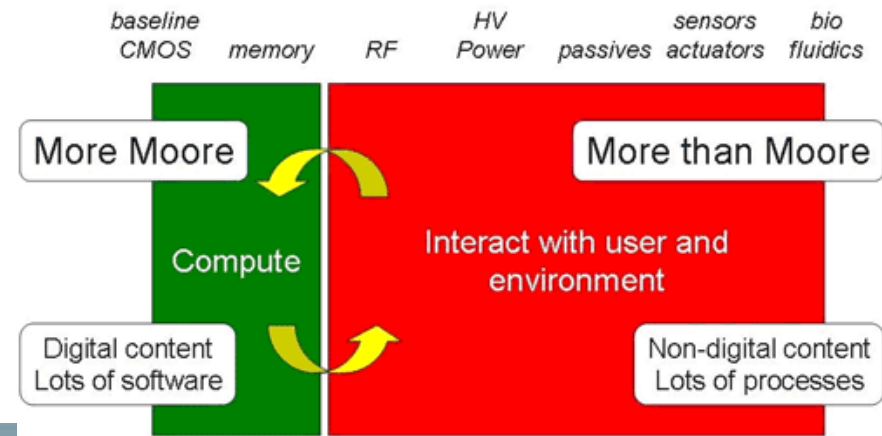 baseline CMOS
memory
RF
HV Power
passives
sensors actuators
bio fluidics
More Moore
More than Moore
Compute
Interact with user and
environment
Digital content
Lots of software
Non-digital content
Lots of processes